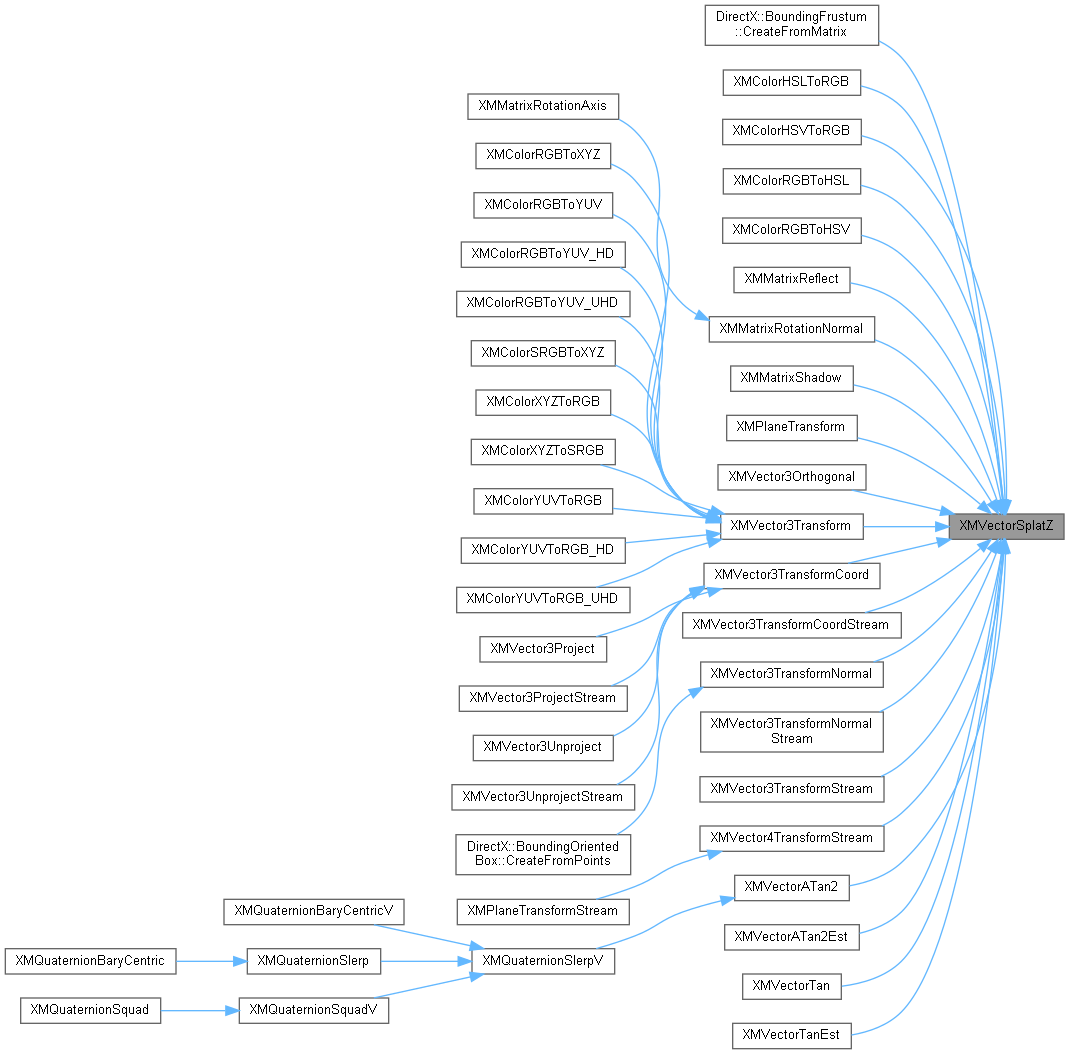 DirectX::BoundingFrustum
::CreateFromMatrix
XMColorHSLToRGB
XMMatrixRotationAxis
XMColorHSVToRGB
XMColorRGBToXYZ
XMColorRGBToHSL
XMColorRGBToYUV
XMColorRGBToHSV
XMColorRGBToYUV_HD
XMMatrixReflect
XMColorRGBToYUV_UHD
XMMatrixRotationNormal
XMColorSRGBToXYZ
XMMatrixShadow
XMColorXYZToRGB
XMPlaneTransform
XMColorXYZToSRGB
XMVector3Orthogonal
XMColorYUVToRGB
XMVector3Transform
XMVectorSplatZ
XMColorYUVToRGB_HD
XMVector3TransformCoord
XMColorYUVToRGB_UHD
XMVector3TransformCoordStream
XMVector3Project
XMVector3TransformNormal
XMVector3ProjectStream
XMVector3TransformNormal
Stream
XMVector3Unproject
XMVector3TransformStream
XMVector3UnprojectStream
XMVector4TransformStream
DirectX::BoundingOriented
Box::CreateFromPoints
XMVectorATan2
XMPlaneTransformStream
XMQuaternionBaryCentricV
XMVectorATan2Est
XMQuaternionBaryCentric
XMQuaternionSlerp
XMQuaternionSlerpV
XMVectorTan
XMQuaternionSquad
XMQuaternionSquadV
XMVectorTanEst